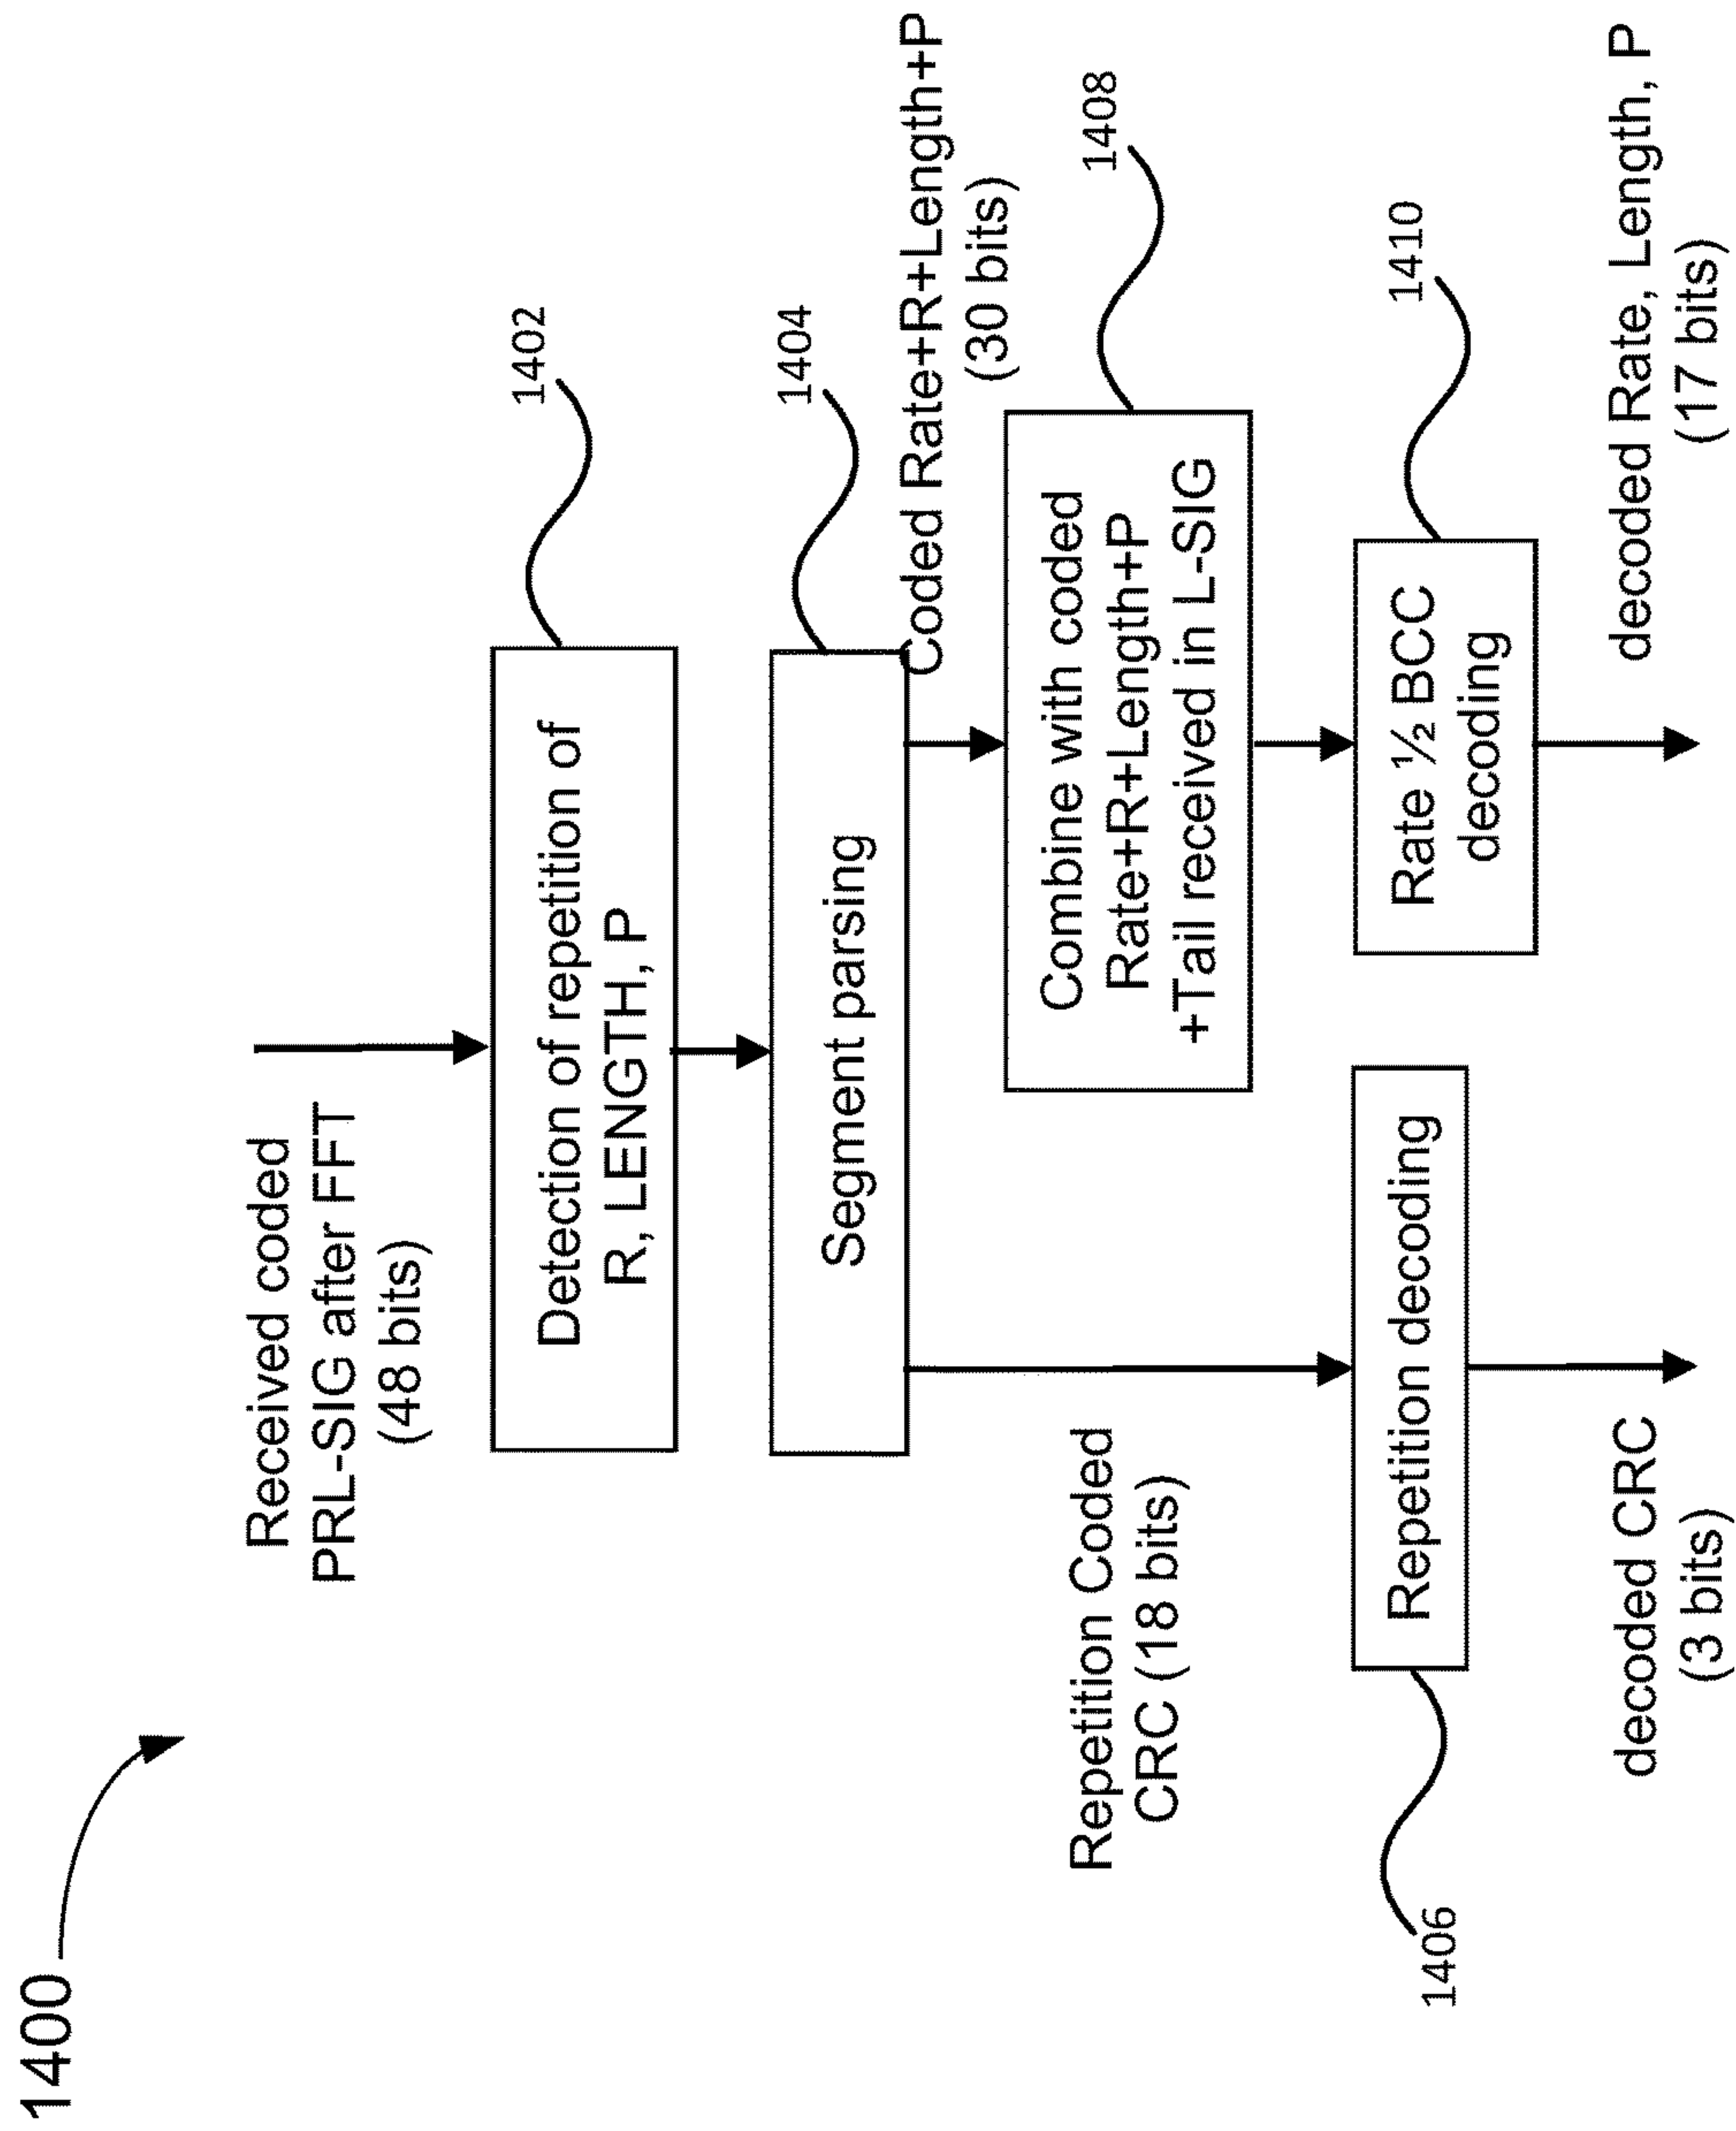 1400
Received coded
PRL-SIG after FFT
(48 bits)
1402
Detection of repetition of
R, LENGTH, P
1404
Segment parsing
Coded Rate+R+Length+P
(30 bits)
1408
Combine with coded
Rate+R+Length+P
+Tail received in L-SIG
Repetition Coded
CRC (18 bits)
1406
Repetition decoding
1410
Rate ½ BCC
decoding
decoded CRC
(3 bits)
decoded Rate, Length, P
(17 bits)